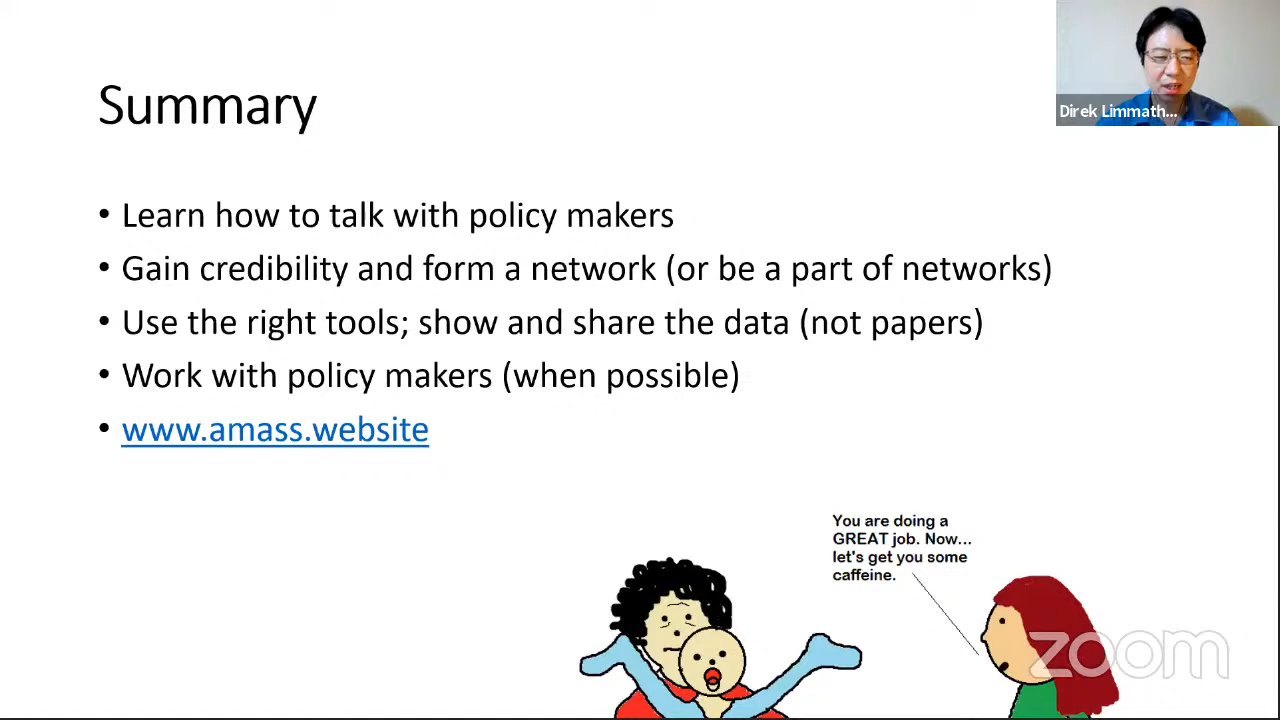 Direk Limmath...
Summary
• Learn how to talk with policy makers
• Gain credibility and form a network (or be a part of networks)
• Use the right tools; show and share the data (not papers)
• Work with policy makers (when possible)
• www.amass.website
You are doing a
GREAT job. Now...
let's get you some
caffeine.
zoom